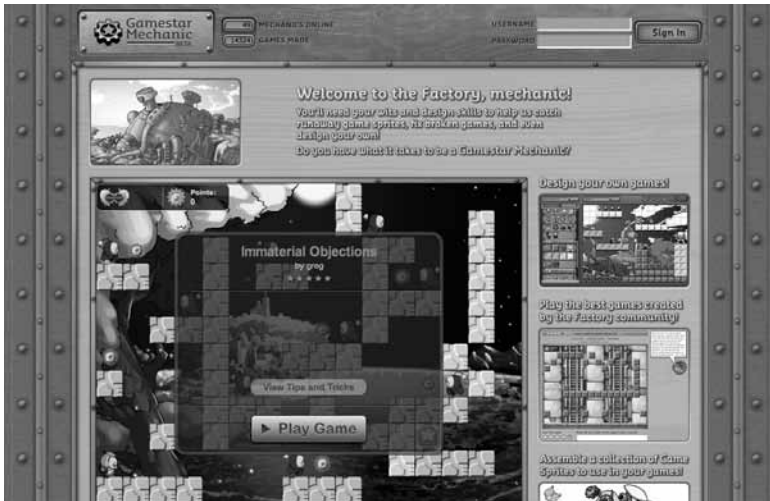 Gamestar
Mechanic
BETA
MECHANICS ONLINE
14324 GAMES MADE
USERNAME
PASSWORD
Sign In
Welcome to the Factory, mechanic!
You'll need your wits and design skills to help us catch
runaway game sprites, fix broken games, and even
design your own!
Do you have what it takes to be a Gamestar Mechanic?
Points:
0
Immaterial Objections
by greg
View Tips and Tricks
Play Game
Design your own games!
Play the best games created
by the Factory community!
Assemble a collection of Game
Sprites to use in your games!